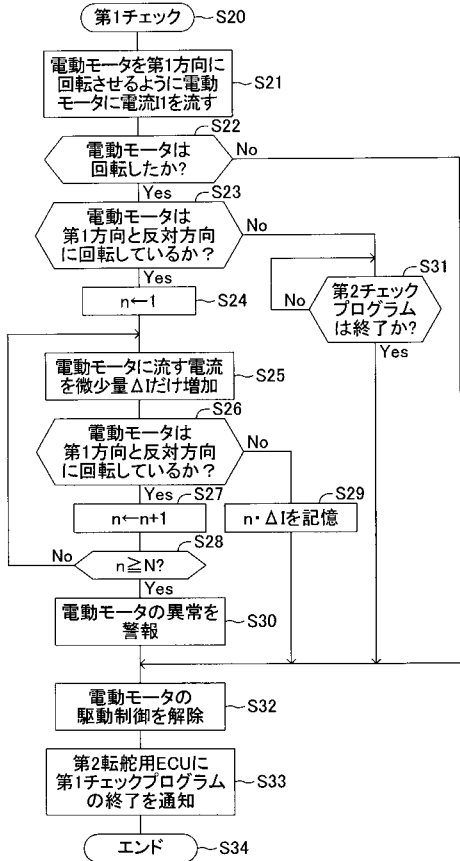 第1チェック
S20
電動モータを第1方向に
回転させるように電動
モータに電流I1を流す
S21
S22
電動モータは
回転したか?
No
Yes
S23
電動モータは
第1方向と反対方向
に回転しているか?
No
Yes
S31
第2チェック
プログラム
は終了か?
No
Yes
n←1
S24
電動モータに流す電流
を微少量ΔIだけ増加
S25
S26
電動モータは
第1方向と反対方向
に回転しているか?
No
Yes
S27
n←n+1
S29
n・ΔIを記憶
S28
n≧N?
No
Yes
電動モータの異常を
警報
S30
電動モータの
駆動制御を解除
S32
第2転舵用ECUに
第1チェックプログラム
の終了を通知
S33
エンド
S34